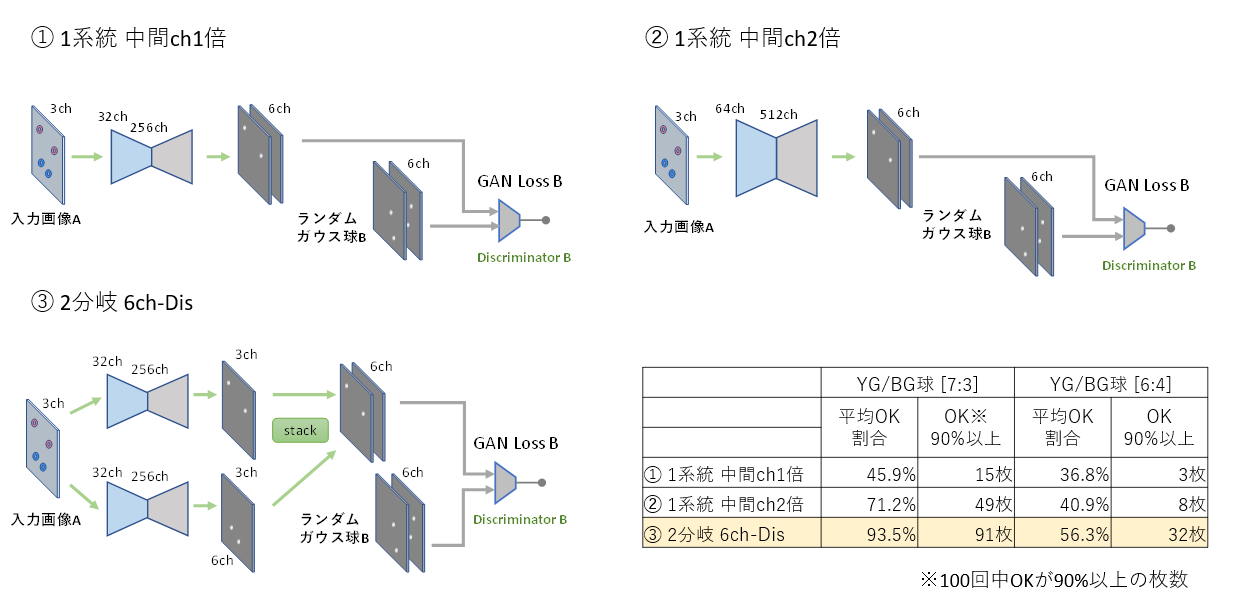 ① 1系統 中間ch1倍
3ch
32ch
256ch
6ch
6ch
入力画像A
ランダム
ガウス球B
GAN Loss B
Discriminator B
② 1系統 中間ch2倍
3ch
64ch
512ch
6ch
6ch
入力画像A
ランダム
ガウス球B
GAN Loss B
Discriminator B
③ 2分岐 6ch-Dis
3ch
32ch
256ch
3ch
6ch
stack
32ch
256ch
3ch
6ch
6ch
入力画像A
ランダム
ガウス球B
GAN Loss B
Discriminator B
YG/BG球 [7:3] YG/BG球 [6:4]
平均OK OK※ 平均OK OK
割合 90%以上 割合 90%以上
① 1系統 中間ch1倍 45.9% 15枚 36.8% 3枚
② 1系統 中間ch2倍 71.2% 49枚 40.9% 8枚
③ 2分岐 6ch-Dis 93.5% 91枚 56.3% 32枚
※100回中OKが90%以上の枚数